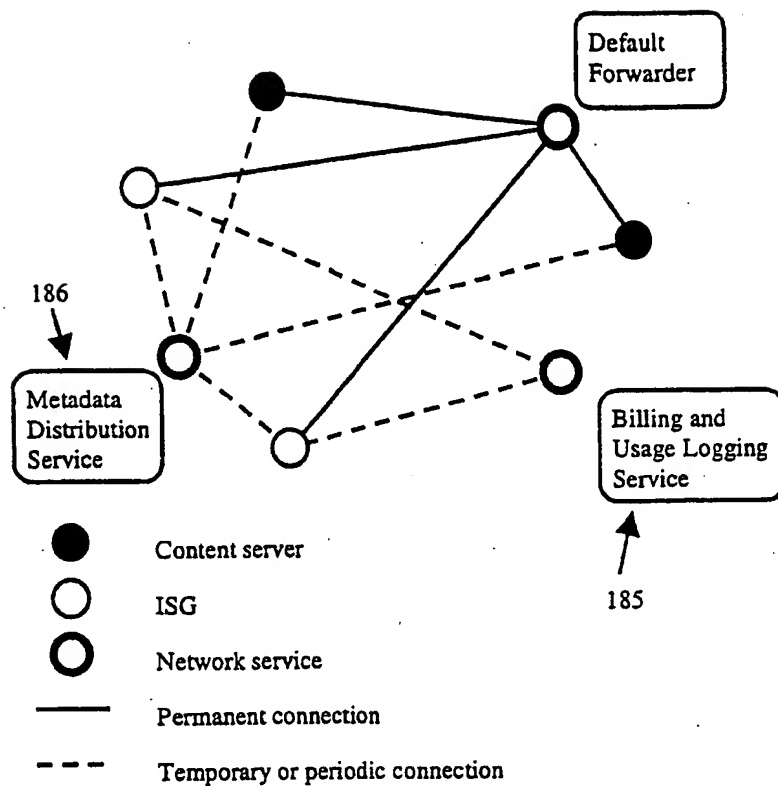 Default
Forwarder
186
Metadata
Distribution
Service
Billing and
Usage Logging
Service
185
Content server
ISG
Network service
Permanent connection
Temporary or periodic connection